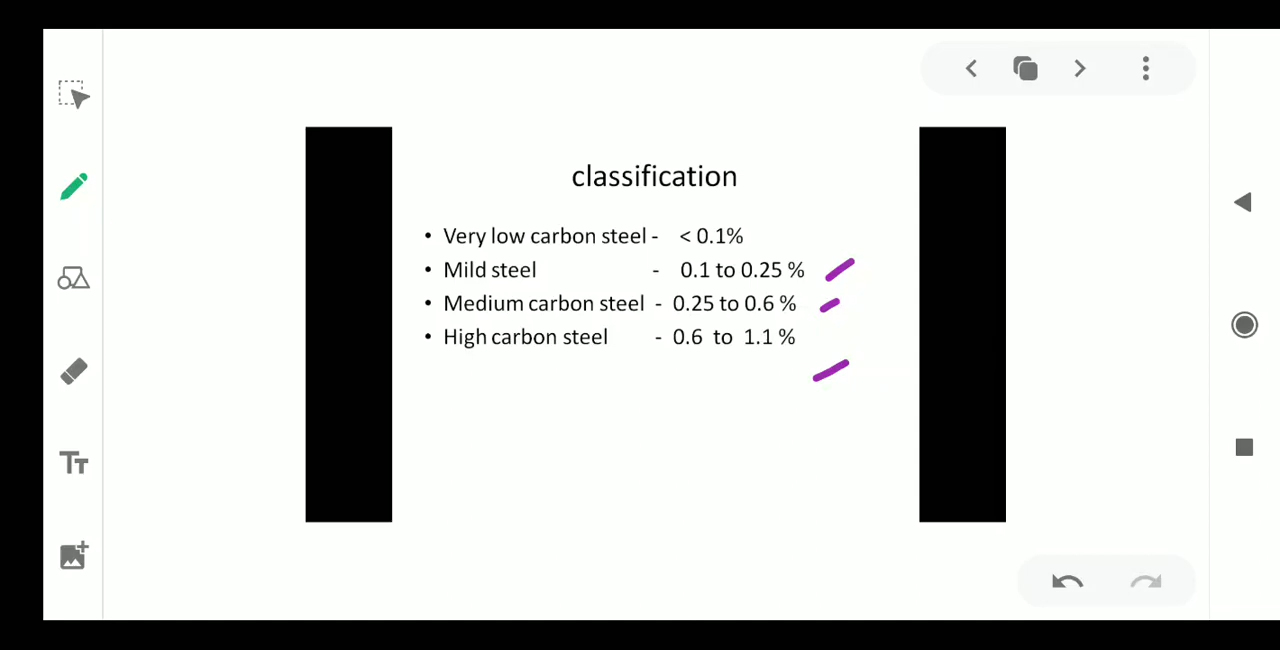 classification
• Very low carbon steel - < 0.1%
• Mild steel - 0.1 to 0.25 %
• Medium carbon steel - 0.25 to 0.6 %
• High carbon steel - 0.6 to 1.1 %
TT